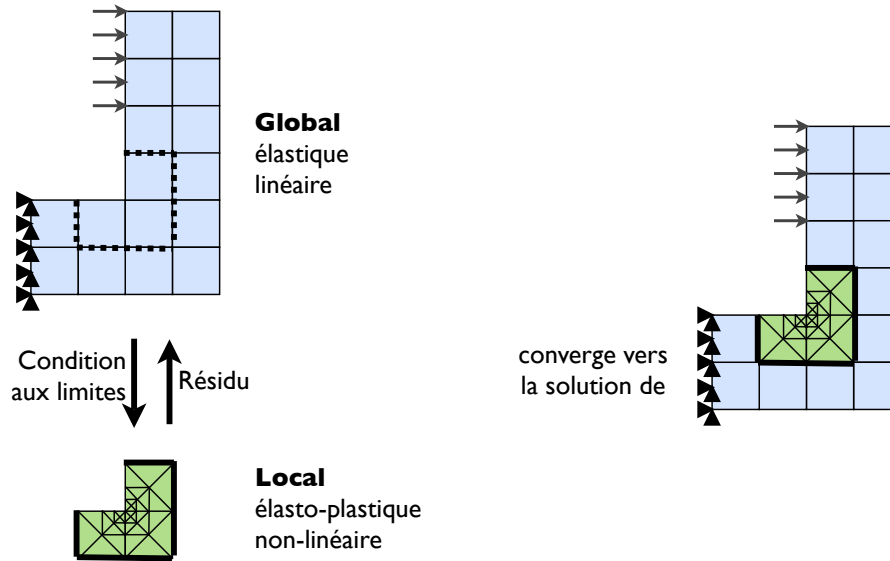 Global
élastique
linéaire
converge vers
la solution de
Condition
aux limites
Résidu
Local
élasto-plastique
non-linéaire